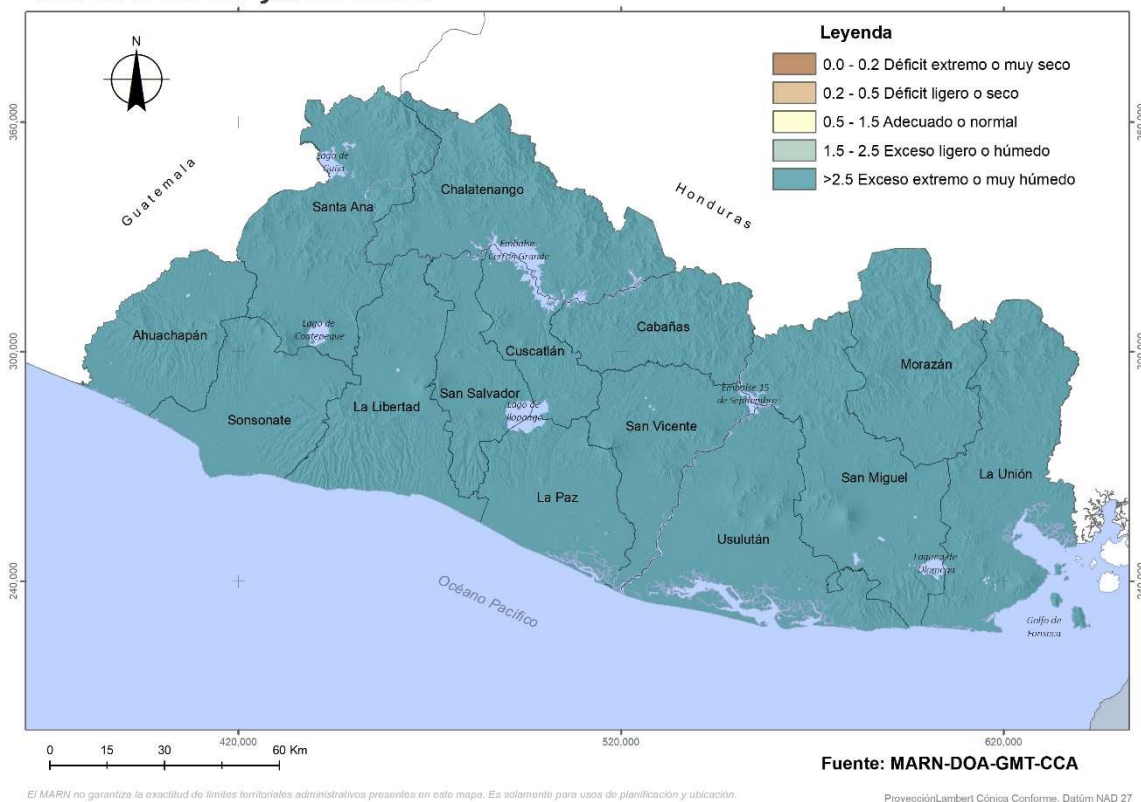 N
Leyenda
0.0 - 0.2 Déficit extremo o muy seco
0.2 - 0.5 Déficit ligero o seco
0.5 - 1.5 Adecuado o normal
1.5 - 2.5 Exceso ligero o húmedo
>2.5 Exceso extremo o muy húmedo
360,000
360,000
Guatemala
Honduras
Lago de
Guija
Santa Ana
Chalatenango
Embalse
Cerrón Grande
Ahuachapán
Lago de
Coatepeque
Cabañas
300,000
300,000
Cuscatlán
Morazán
Sonsonate
La Libertad
San Salvador
Lago de
Ilopango
San Vicente
Embalse 15
de Septiembre
San Miguel
La Unión
La Paz
Usulután
Laguna de
Olomega
240,000
240,000
Océano Pacífico
Golfo de
Fonseca
420,000
520,000
620,000
0 15 30 60 Km
Fuente: MARN-DOA-GMT-CCA
El MARN no garantiza la exactitud de limites territoriales administrativos presentes en este mapa. Es solamente para usos de planificación y ubicación.
ProyecciónLambert Cónica Conforme, Datúm NAD 27